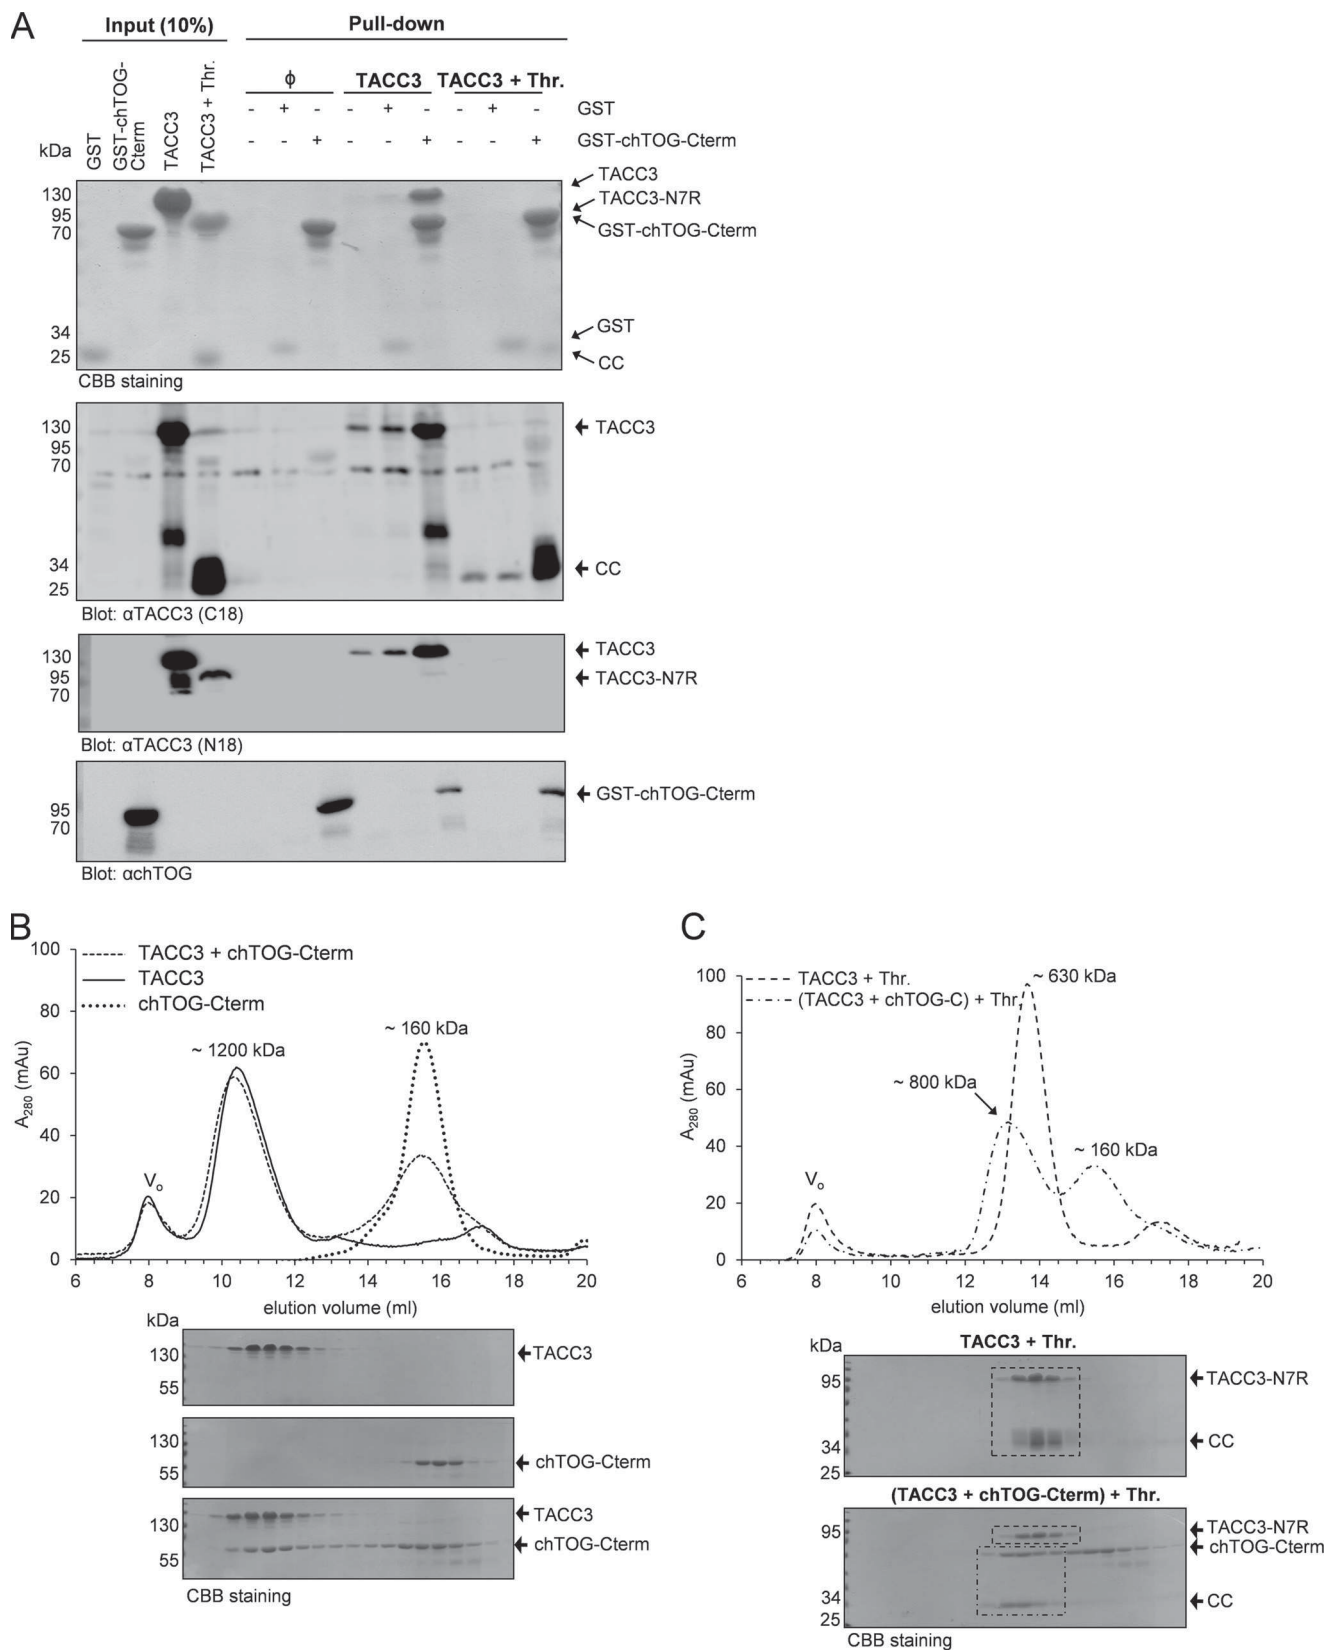 A
Input (10%)
Pull-down
GST
GST-chTOG-
Cterm
TACC3
TACC3 + Thr.
ϕ
TACC3
TACC3 + Thr.
- + - - + - - + - GST
- - + - - + - - + GST-chTOG-Cterm
kDa
130
95
70
34
25
TACC3
TACC3-N7R
GST-chTOG-Cterm
GST
CC
CBB staining
130
95
70
34
25
TACC3
CC
Blot: αTACC3 (C18)
130
95
70
TACC3
TACC3-N7R
Blot: αTACC3 (N18)
95
70
GST-chTOG-Cterm
Blot: αchTOG
B
TACC3 + chTOG-Cterm
TACC3
chTOG-Cterm
100
80
60
40
20
0
A280 (mAu)
Vo
~ 1200 kDa
~ 160 kDa
6 8 10 12 14 16 18 20
elution volume (ml)
kDa
130
55
TACC3
130
55
chTOG-Cterm
130
55
TACC3
chTOG-Cterm
CBB staining
C
TACC3 + Thr.
(TACC3 + chTOG-C) + Thr.
100
80
60
40
20
0
A280 (mAu)
Vo
~ 630 kDa
~ 800 kDa
~ 160 kDa
6 8 10 12 14 16 18 20
elution volume (ml)
TACC3 + Thr.
kDa
95
34
25
TACC3-N7R
CC
(TACC3 + chTOG-Cterm) + Thr.
95
34
25
TACC3-N7R
chTOG-Cterm
CC
CBB staining